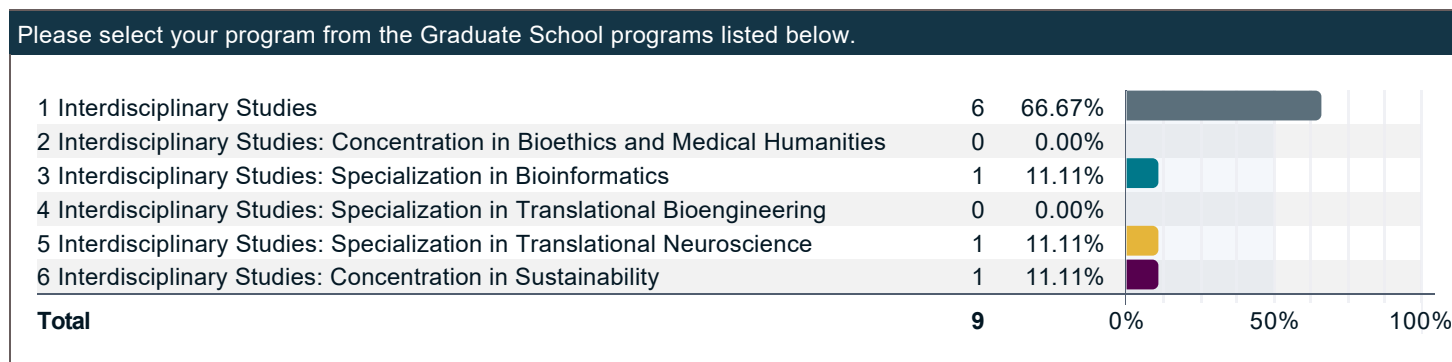 Please select your program from the Graduate School programs listed below.
1 Interdisciplinary Studies 6 66.67%
2 Interdisciplinary Studies: Concentration in Bioethics and Medical Humanities 0 0.00%
3 Interdisciplinary Studies: Specialization in Bioinformatics 1 11.11%
4 Interdisciplinary Studies: Specialization in Translational Bioengineering 0 0.00%
5 Interdisciplinary Studies: Specialization in Translational Neuroscience 1 11.11%
6 Interdisciplinary Studies: Concentration in Sustainability 1 11.11%
Total 9 0% 50% 100%